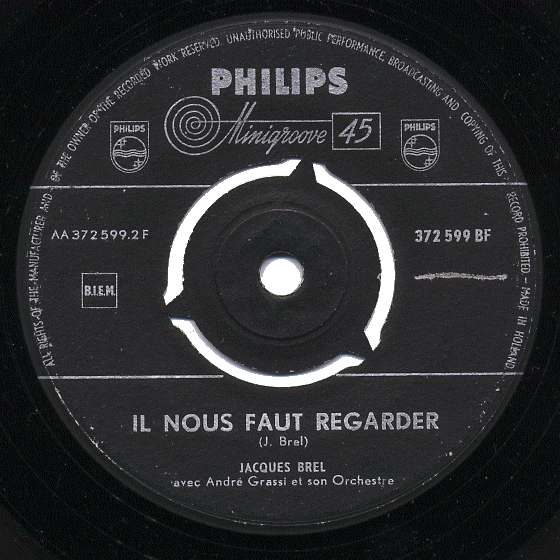 ALL RIGHTS OF THE MANUFACTURER AND OF THE OWNER OF THE RECORDED WORK RESERVED. UNAUTHORISED PUBLIC PERFORMANCE, BROADCASTING AND COPYING OF THIS RECORD PROHIBITED - MADE IN HOLLAND
PHILIPS
Minigroove 45
PHILIPS
PHILIPS
AA 372 599.2 F
372 599 BF
B.I.E.M.
IL NOUS FAUT REGARDER
(J. Brel)
JACQUES BREL
avec André Grassi et son Orchestre